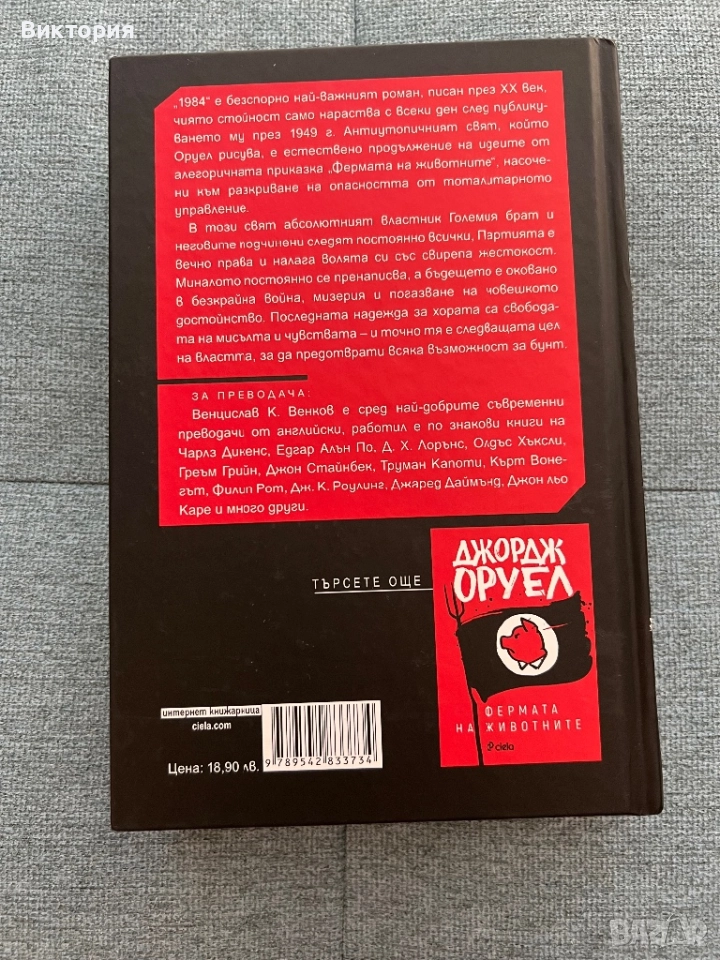 Виктория
„1984“ е безспорно най-важният роман, писан през XX век,
чиято стойност само нараства с всеки ден след публику-
ването му през 1949 г. Антиутопичният свят, който
Оруел рисува, е естествено продължение на идеите от
алегоричната приказка „Фермата на животните“, насоче-
ни към разкриване на опасността от тоталитарното
управление.
В този свят абсолютният властник Големия брат и
неговите подчинени следят постоянно всички, Партията е
вечно права и налага волята си със свирепа жестокост.
Миналото постоянно се пренаписва, а бъдещето е оковано
в безкрайна война, мизерия и погазване на човешкото
достойнство. Последната надежда за хората са свобода-
та на мисълта и чувствата – и точно тя е следващата цел
на властта, за да предотврати всяка възможност за бунт.
ЗА ПРЕВОДАЧА:
Венцислав К. Венков е сред най-добрите съвременни
преводачи от английски, работил е по знакови книги на
Чарлз Дикенс, Едгар Алън По, Д. Х. Лорънс, Олдъс Хъксли,
Греъм Грийн, Джон Стайнбек, Труман Капоти, Кърт Воне-
гът, Филип Рот, Дж. К. Роулинг, Джаред Даймънд, Джон льо
Каре и много други.
ТЪРСЕТЕ ОЩЕ
ДЖОРДЖ
ОРУЕЛ
ФЕРМАТА
НА ЖИВОТНИТЕ
ciela
интернет книжарница
ciela.com
Цена: 18,90 лв.
9 789542 833734
Bazar